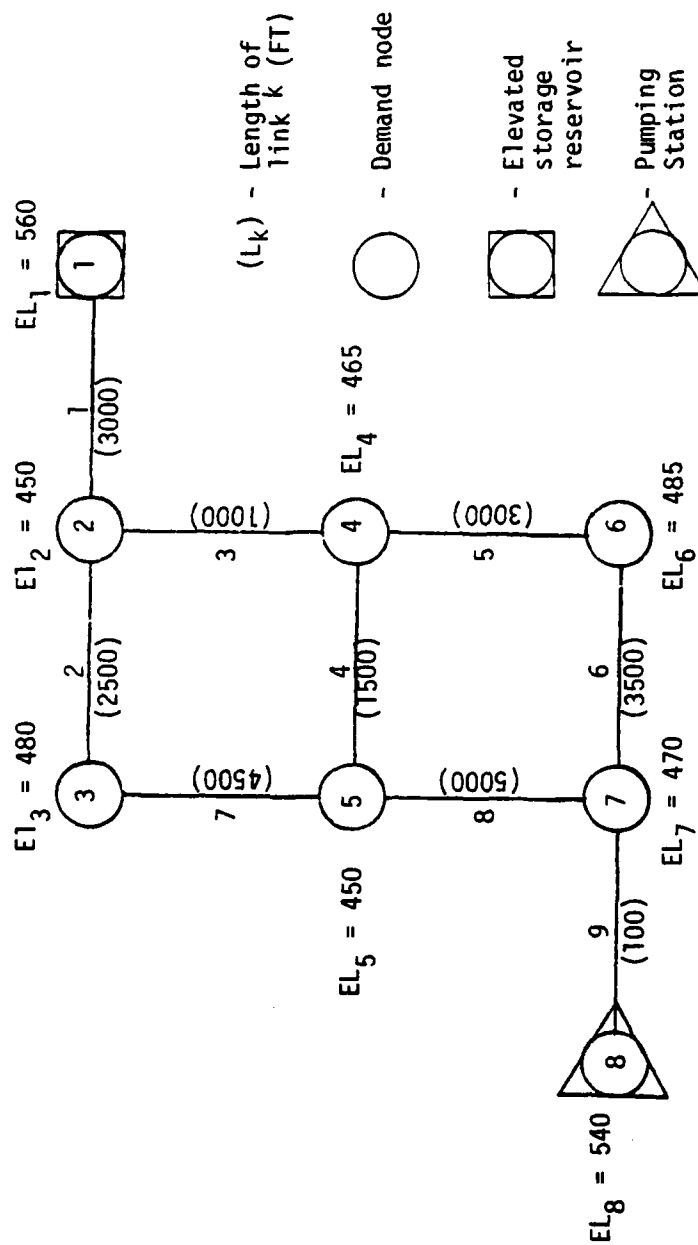 El₃ = 480
El₂ = 450
EL₁ = 560
3
2
(2500)
2
1
(3000)
1
7
(4500)
3
(1000)
EL₅ = 450
5
4
(1500)
4
EL₄ = 465
8
(5000)
5
(3000)
EL₈ = 540
8
9
(100)
7
6
(3500)
6
EL₇ = 470
EL₆ = 485
(Lₖ) - Length of
link k (FT)
- Demand node
- Elevated
storage
reservoir
- Pumping
Station